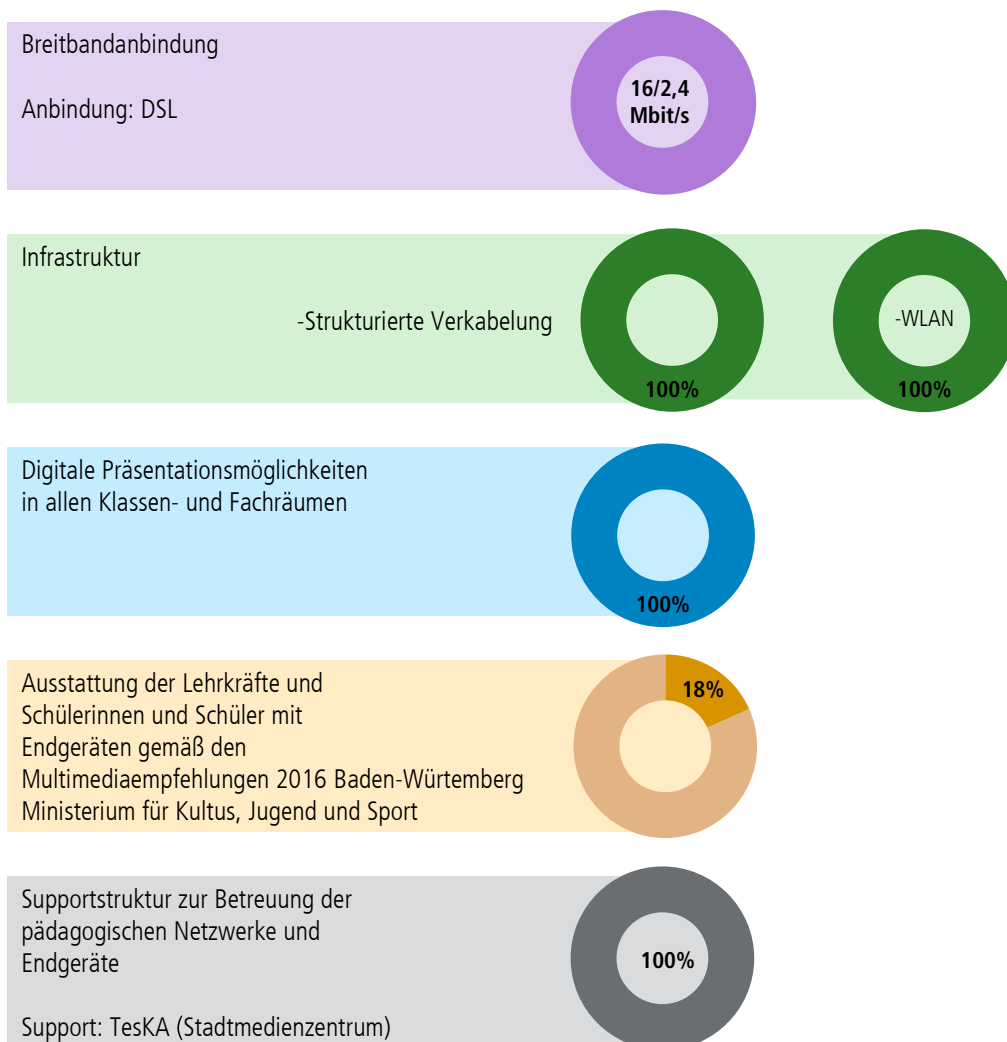 Breitbandanbindung
Anbindung: DSL
16/2,4
Mbit/s
Infrastruktur
-Strukturierte Verkabelung
100%
-WLAN
100%
Digitale Präsentationsmöglichkeiten
in allen Klassen- und Fachräumen
100%
Ausstattung der Lehrkräfte und
Schülerinnen und Schüler mit
Endgeräten gemäß den
Multimediaempfehlungen 2016 Baden-Würtemberg
Ministerium für Kultus, Jugend und Sport
18%
Supportstruktur zur Betreuung der
pädagogischen Netzwerke und
Endgeräte
Support: TesKA (Stadtmedienzentrum)
100%